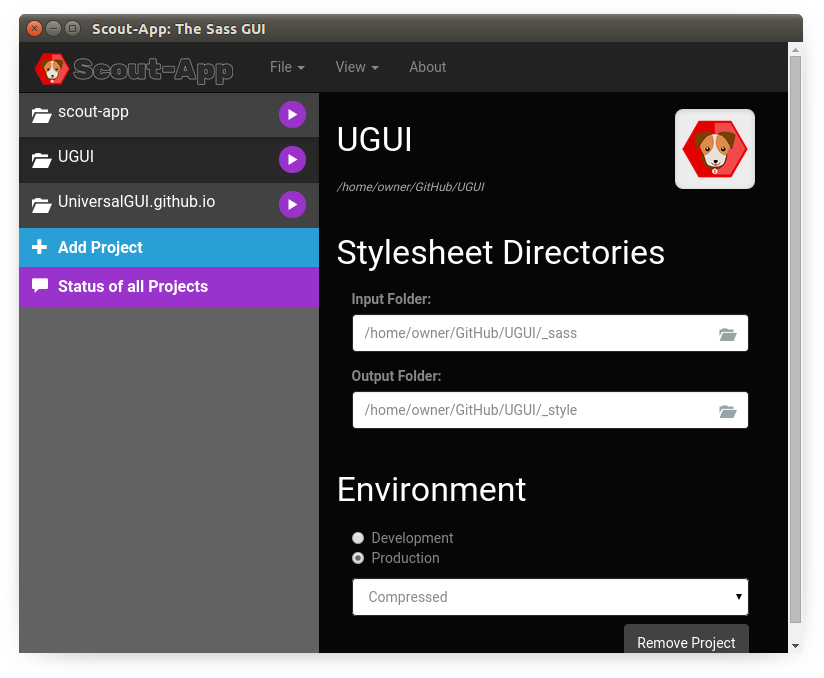 Scout-App: The Sass GUI
Scout-App File View About
scout-app
UGUI
UniversalGUI.github.io
Add Project
Status of all Projects
UGUI
/home/owner/GitHub/UGUI
Stylesheet Directories
Input Folder:
/home/owner/GitHub/UGUI/_sass
Output Folder:
/home/owner/GitHub/UGUI/_style
Environment
Development
Production
Compressed
Remove Project